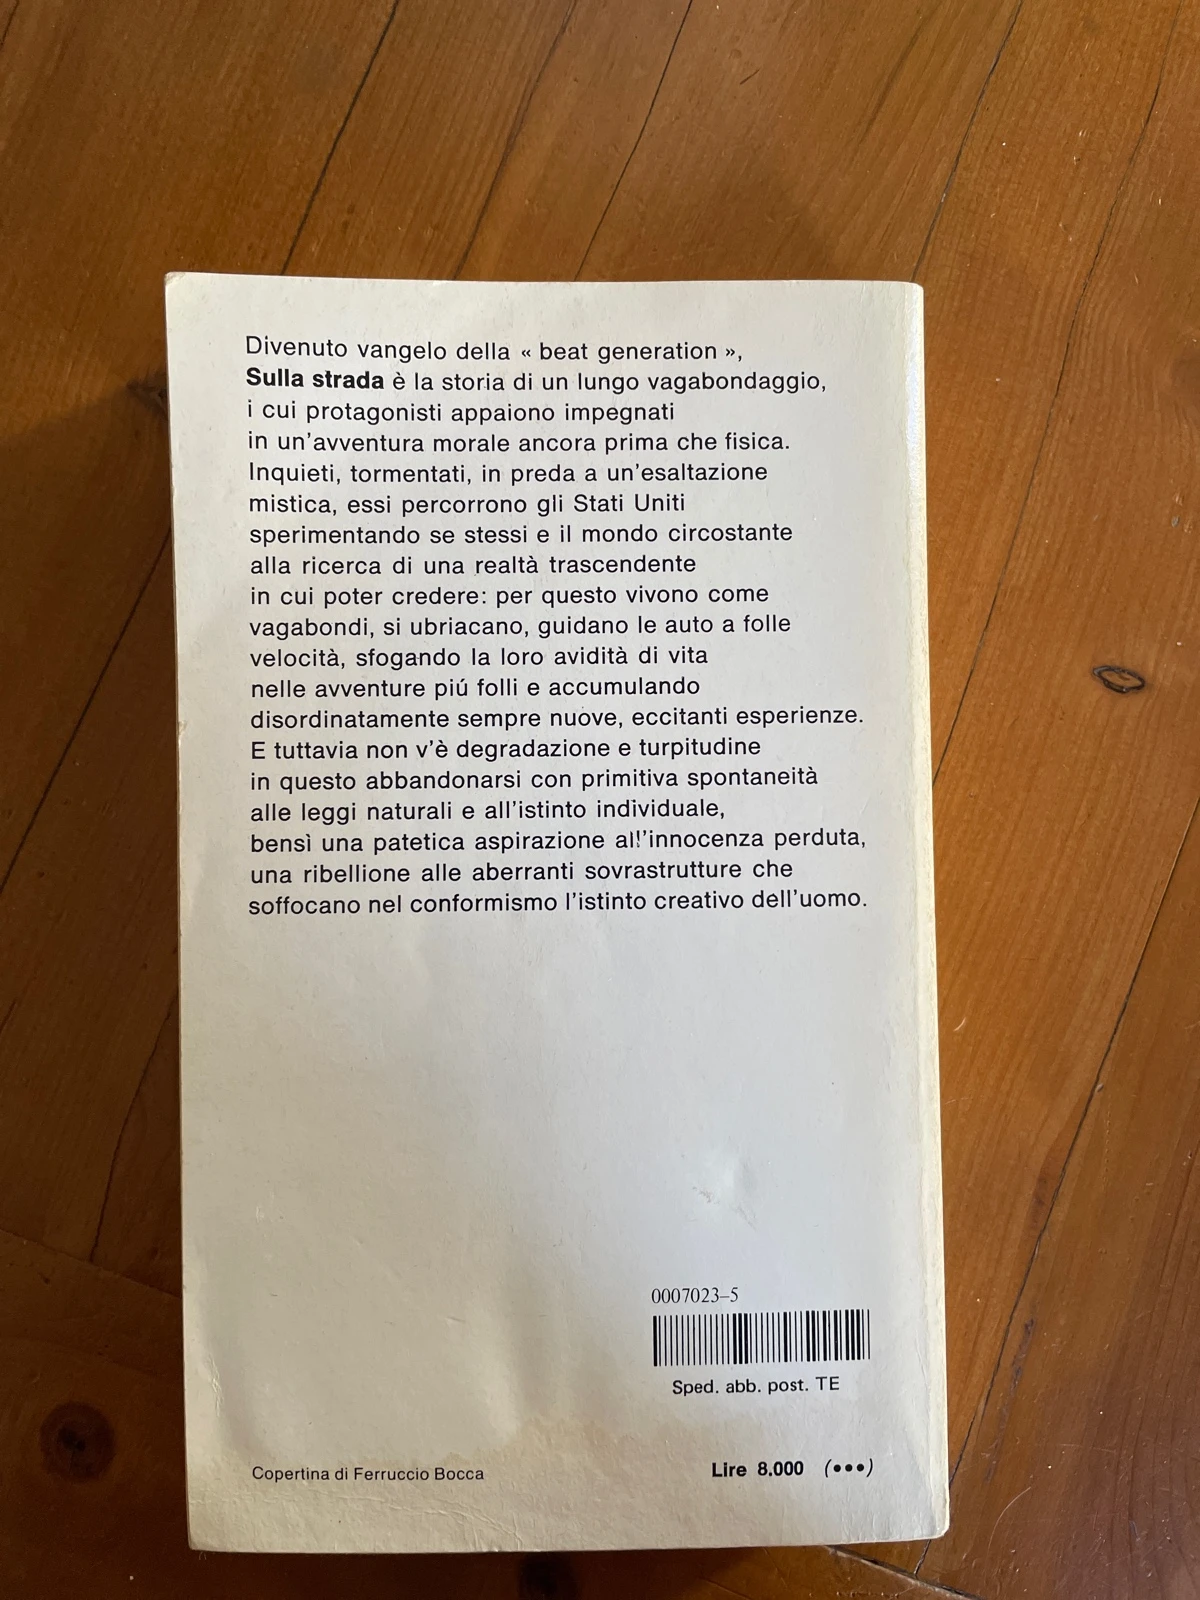 Divenuto vangelo della « beat generation »,
Sulla strada è la storia di un lungo vagabondaggio,
i cui protagonisti appaiono impegnati
in un'avventura morale ancora prima che fisica.
Inquieti, tormentati, in preda a un'esaltazione
mistica, essi percorrono gli Stati Uniti
sperimentando se stessi e il mondo circostante
alla ricerca di una realtà trascendente
in cui poter credere: per questo vivono come
vagabondi, si ubriacano, guidano le auto a folle
velocità, sfogando la loro avidità di vita
nelle avventure piú folli e accumulando
disordinatamente sempre nuove, eccitanti esperienze.
E tuttavia non v'è degradazione e turpitudine
in questo abbandonarsi con primitiva spontaneità
alle leggi naturali e all'istinto individuale,
bensì una patetica aspirazione all'innocenza perduta,
una ribellione alle aberranti sovrastrutture che
soffocano nel conformismo l'istinto creativo dell'uomo.
0007023–5
Sped. abb. post. TE
Copertina di Ferruccio Bocca
Lire 8.000 (•••)